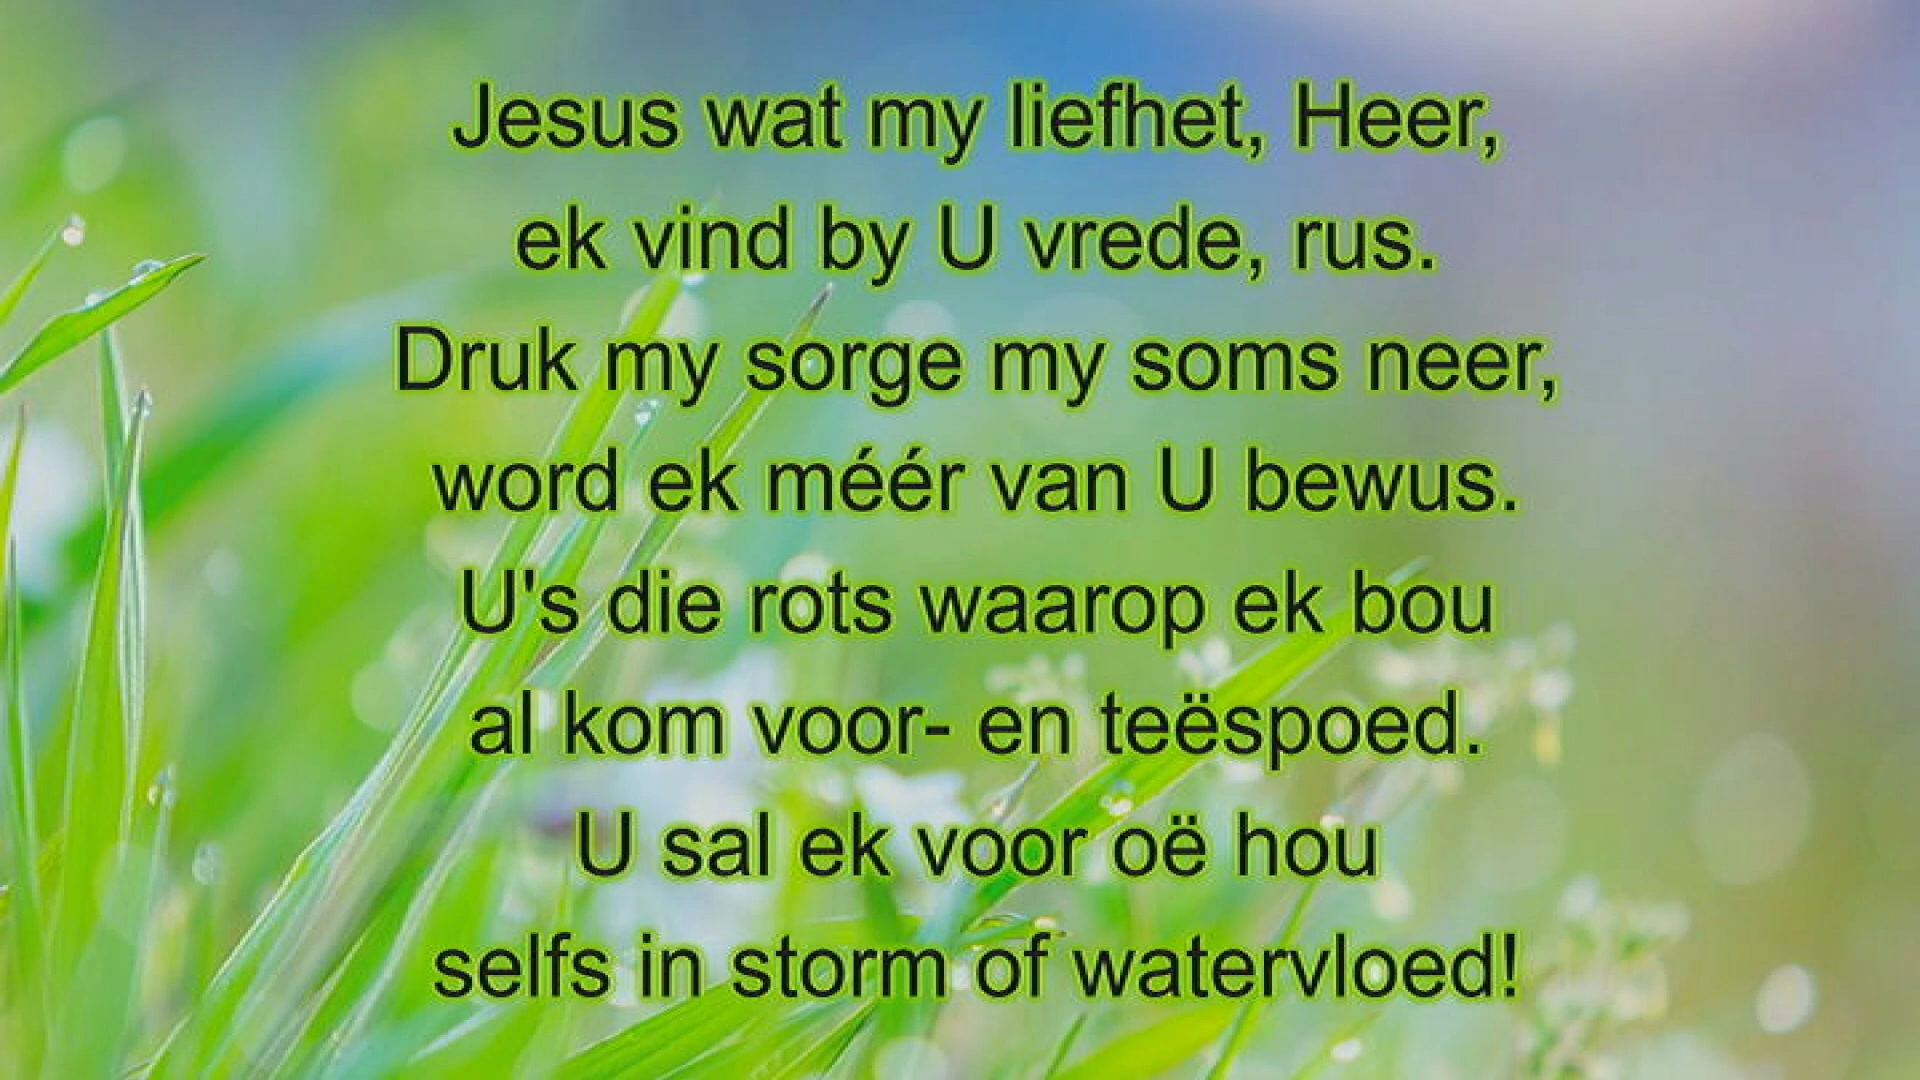 Jesus wat my liefhet, Heer,
ek vind by U vrede, rus.
Druk my sorge my soms neer,
word ek méér van U bewus.
U's die rots waarop ek bou
al kom voor- en teëspoed.
U sal ek voor oë hou
selfs in storm of watervloed!